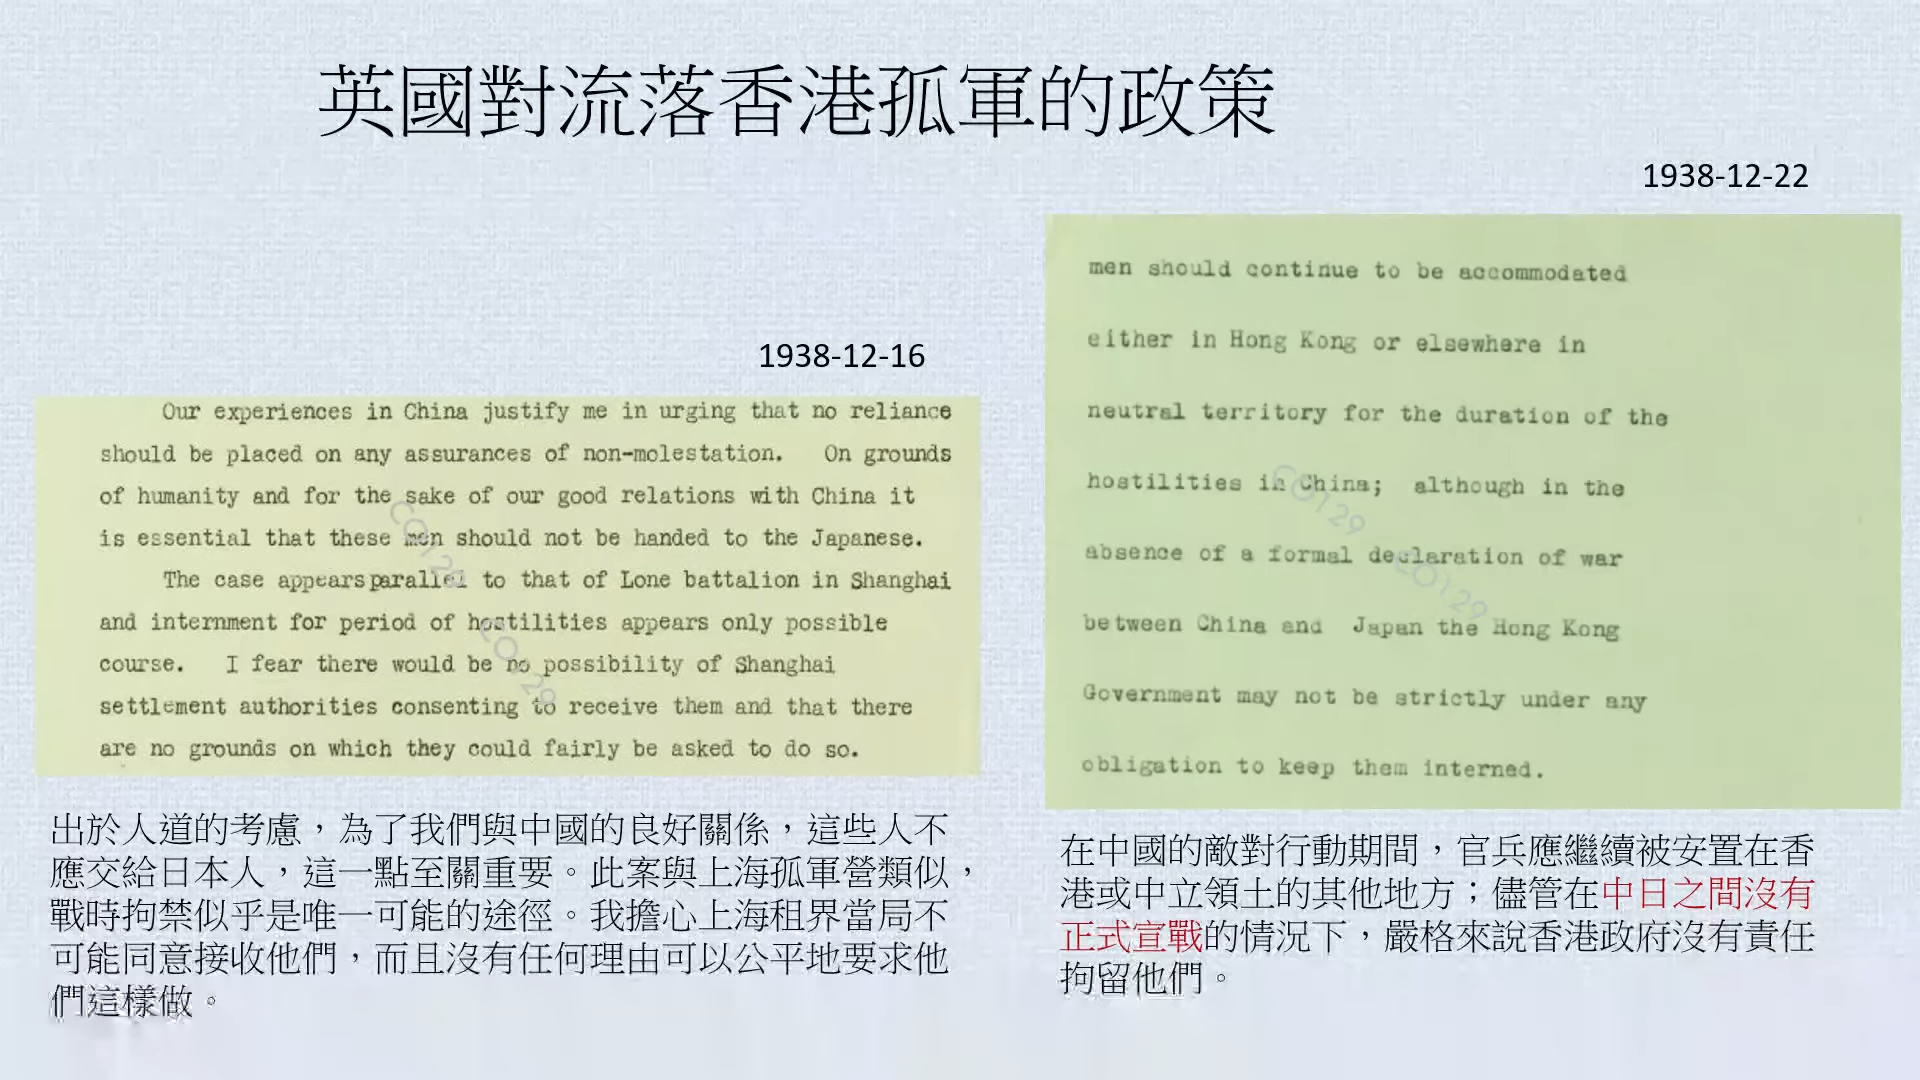 英國對流落香港孤軍的政策
1938-12-16
Our experiences in China justify me in urging that no reliance
should be placed on any assurances of non-molestation. On grounds
of humanity and for the sake of our good relations with China it
is essential that these men should not be handed to the Japanese.
The case appears parallel to that of Lone battalion in Shanghai
and internment for period of hostilities appears only possible
course. I fear there would be no possibility of Shanghai
settlement authorities consenting to receive them and that there
are no grounds on which they could fairly be asked to do so.
CO129
CO129
出於人道的考慮，為了我們與中國的良好關係，這些人不
應交給日本人，這一點至關重要。此案與上海孤軍營類似，
戰時拘禁似乎是唯一可能的途徑。我擔心上海租界當局不
可能同意接收他們，而且沒有任何理由可以公平地要求他
們這樣做。
1938-12-22
men should continue to be accommodated
either in Hong Kong or elsewhere in
neutral territory for the duration of the
hostilities in China; although in the
absence of a formal declaration of war
between China and Japan the Hong Kong
Government may not be strictly under any
obligation to keep them interned.
CO129
CO129
在中國的敵對行動期間，官兵應繼續被安置在香
港或中立領土的其他地方；儘管在中日之間沒有
正式宣戰的情況下，嚴格來說香港政府沒有責任
拘留他們。